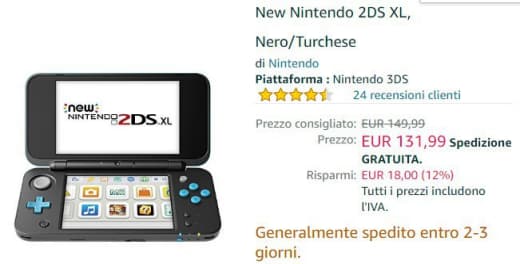 New Nintendo 2DS XL,
Nero/Turchese
di Nintendo
Piattaforma : Nintendo 3DS
24 recensioni clienti
Prezzo consigliato: EUR 149,99
Prezzo: EUR 131,99 Spedizione
GRATUITA.
Risparmi: EUR 18,00 (12%)
Tutti i prezzi includono
l'IVA.
Generalmente spedito entro 2-3
giorni.
new
NINTENDO 2DS XL